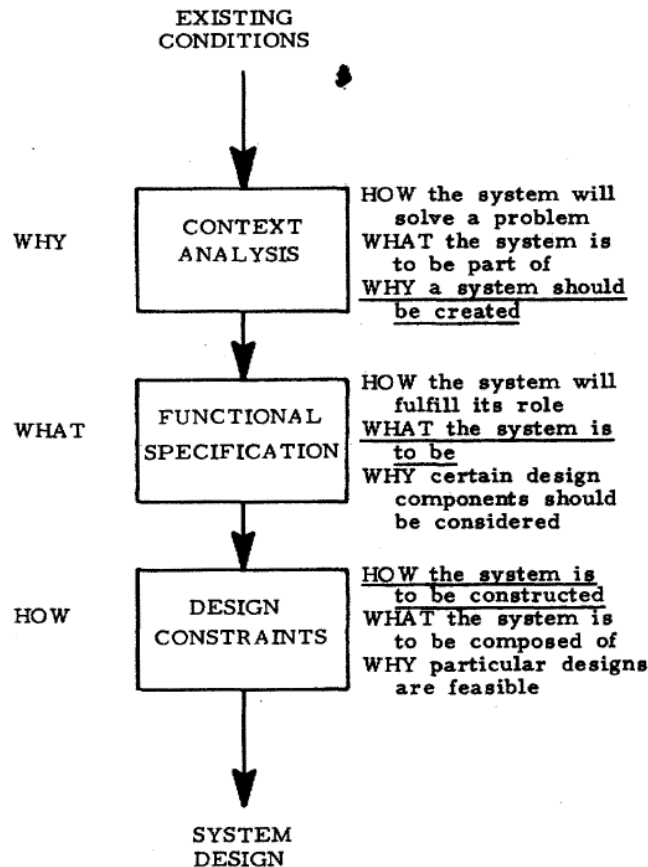 EXISTING
CONDITIONS
WHY
CONTEXT
ANALYSIS
HOW the system will
solve a problem
WHAT the system is
to be part of
WHY a system should
be created
WHAT
FUNCTIONAL
SPECIFICATION
HOW the system will
fulfill its role
WHAT the system is
to be
WHY certain design
components should
be considered
HOW
DESIGN
CONSTRAINTS
HOW the system is
to be constructed
WHAT the system is
to be composed of
WHY particular designs
are feasible
SYSTEM
DESIGN